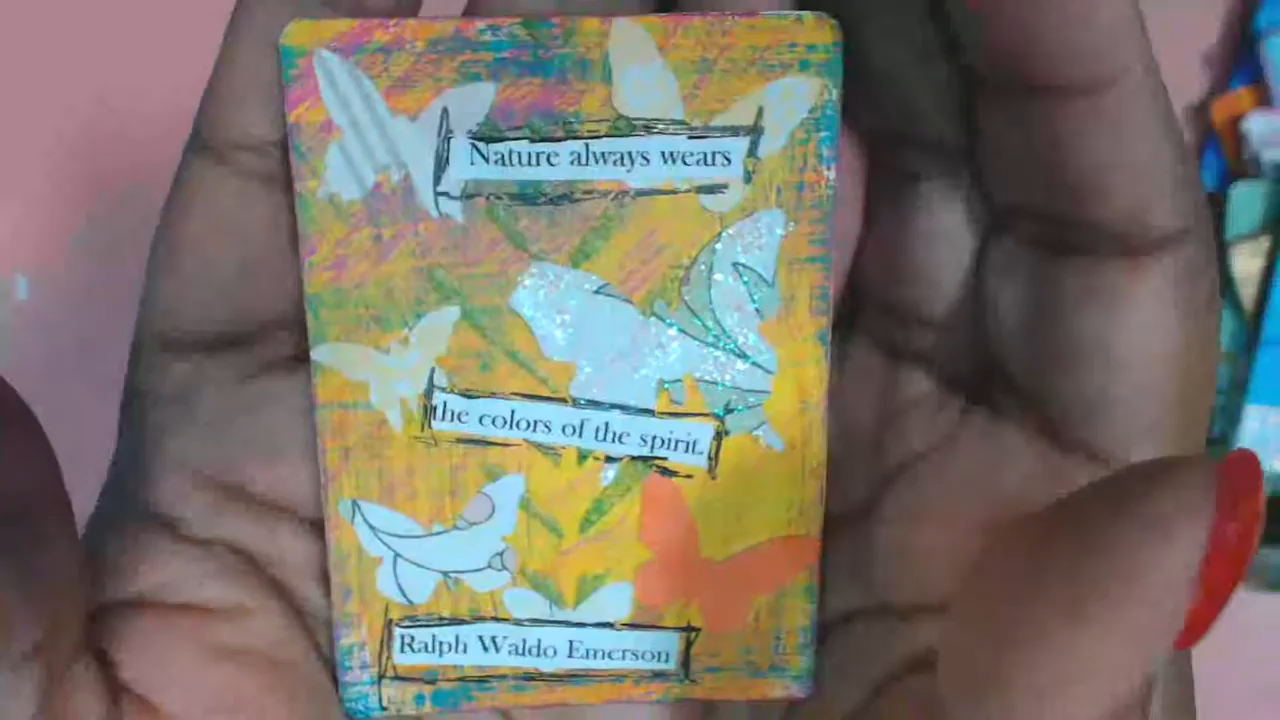 Nature always wears
the colors of the spirit.
Ralph Waldo Emerson